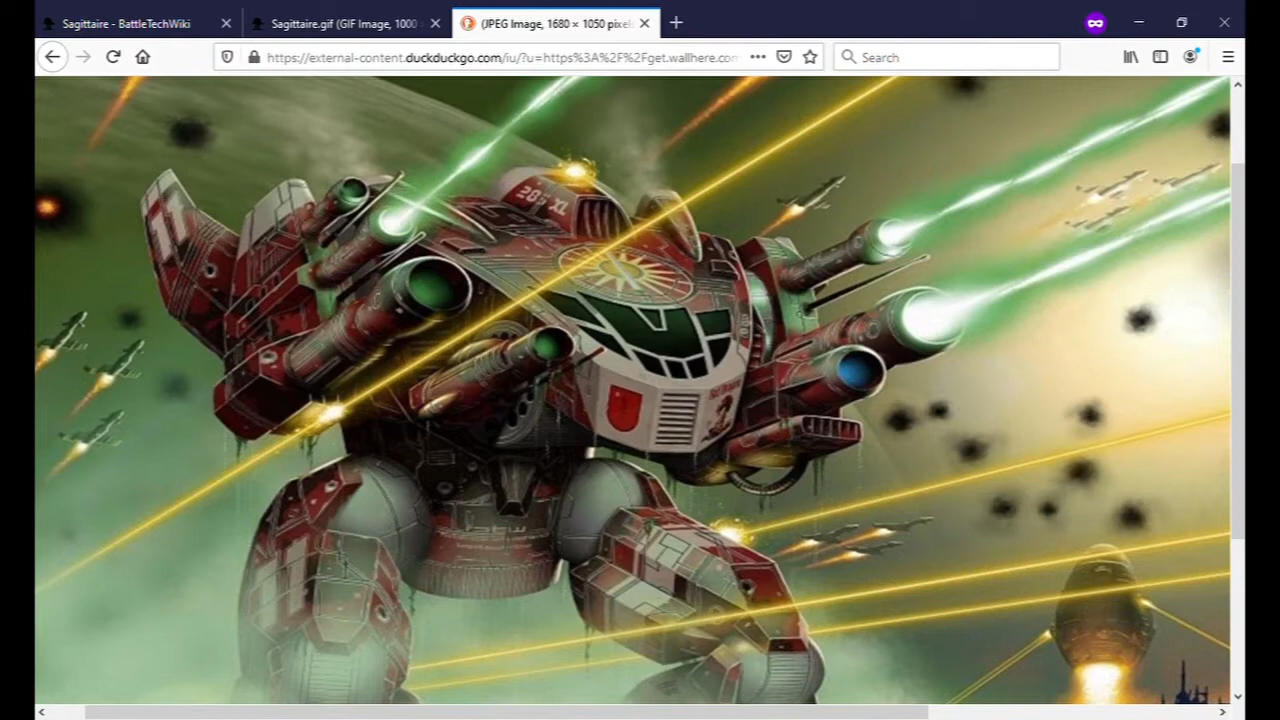 Sagittaire - BattleTechWiki
Sagittaire.gif (GIF Image, 1000
(JPEG Image, 1680 × 1050 pixels
https://external-content.duckduckgo.com/iu/?u=https%3A%2F%2Fget.wallhere.con
Search